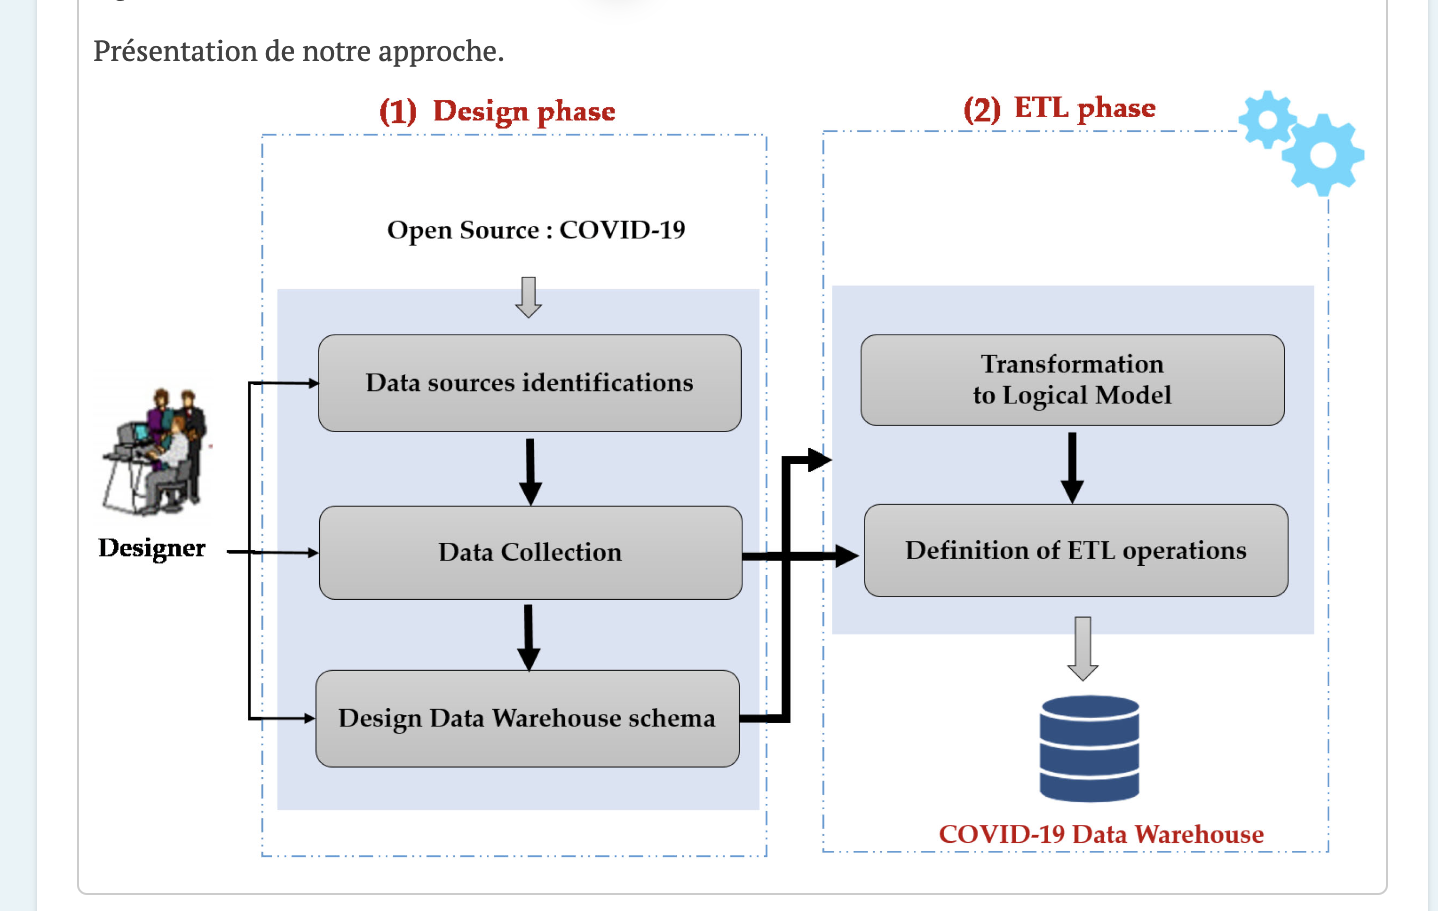 Présentation de notre approche.
(1) Design phase
(2) ETL phase
Open Source : COVID-19
Data sources identifications
Data Collection
Design Data Warehouse schema
Designer
Transformation
to Logical Model
Definition of ETL operations
COVID-19 Data Warehouse